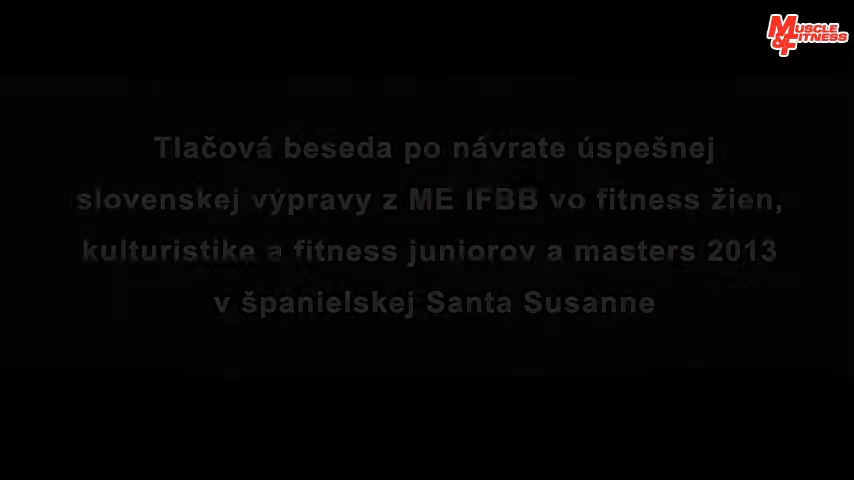 MUSCLE
& FITNESS
Tlačová beseda po návrate úspešnej
slovenskej výpravy z ME IFBB vo fitness žien,
kulturistike a fitness juniorov a masters 2013
v španielskej Santa Susanne